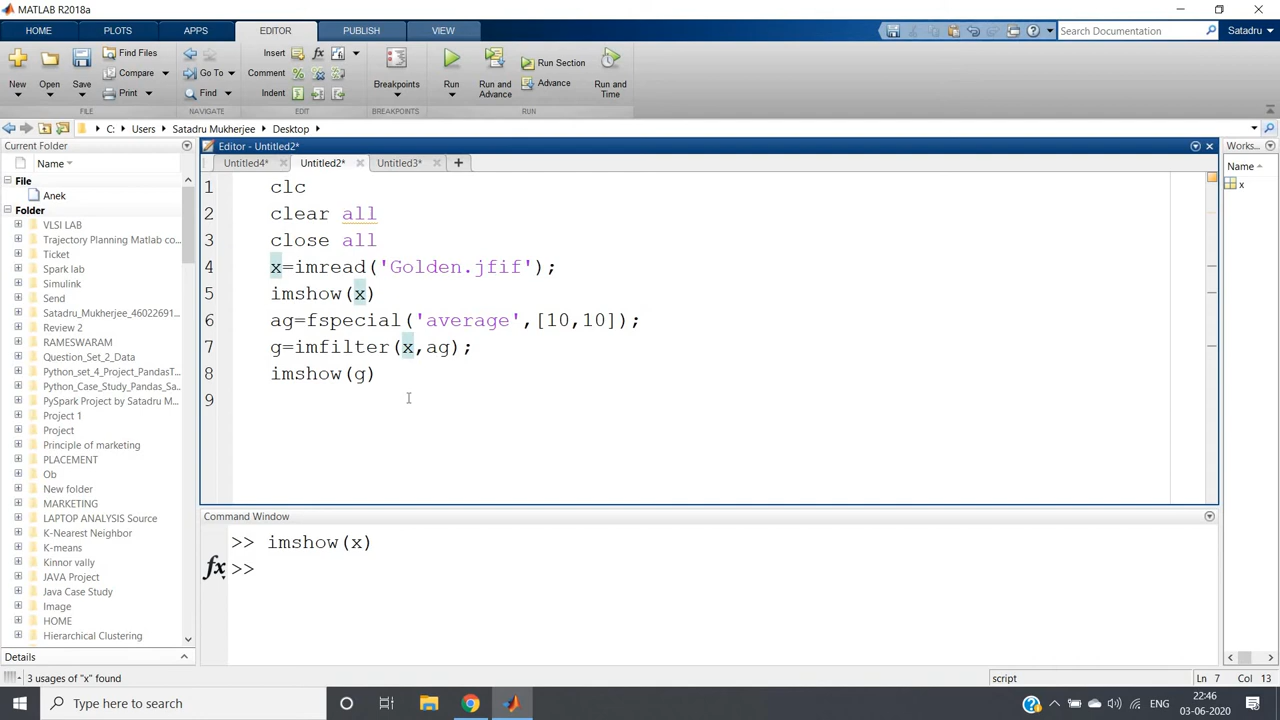 MATLAB R2018a
HOME PLOTS APPS EDITOR PUBLISH VIEW Search Documentation Satadru
New Open Save Find Files Compare Print Go To Find Insert fx Comment Indent Breakpoints Run Run and Advance Run Section Advance Run and Time
FILE NAVIGATE EDIT BREAKPOINTS RUN
C: Users Satadru Mukherjee Desktop
Current Folder
Name
File
Anek
Folder
VLSI LAB
Trajectory Planning Matlab co...
Ticket
Spark lab
Simulink
Send
Satadru_Mukherjee_46022691...
Review 2
RAMESWARAM
Question_Set_2_Data
Python_set_4_Project_PandasT...
Python_Case_Study_Pandas_Sa...
PySpark Project by Satadru M...
Project 1
Project
Principle of marketing
PLACEMENT
Ob
New folder
MARKETING
LAPTOP ANALYSIS Source
K-Nearest Neighbor
K-means
Kinnor vally
JAVA Project
Java Case Study
Image
HOME
Hierarchical Clustering
Details
Editor - Untitled2*
Untitled4* Untitled2* Untitled3*
1 clc
2 clear all
3 close all
4 x=imread('Golden.jfif');
5 imshow(x)
6 ag=fspecial('average',[10,10]);
7 g=imfilter(x,ag);
8 imshow(g)
9
Command Window
>> imshow(x)
fx >>
Works...
Name
x
3 usages of "x" found script Ln 7 Col 13
Type here to search ENG 22:46
03-06-2020